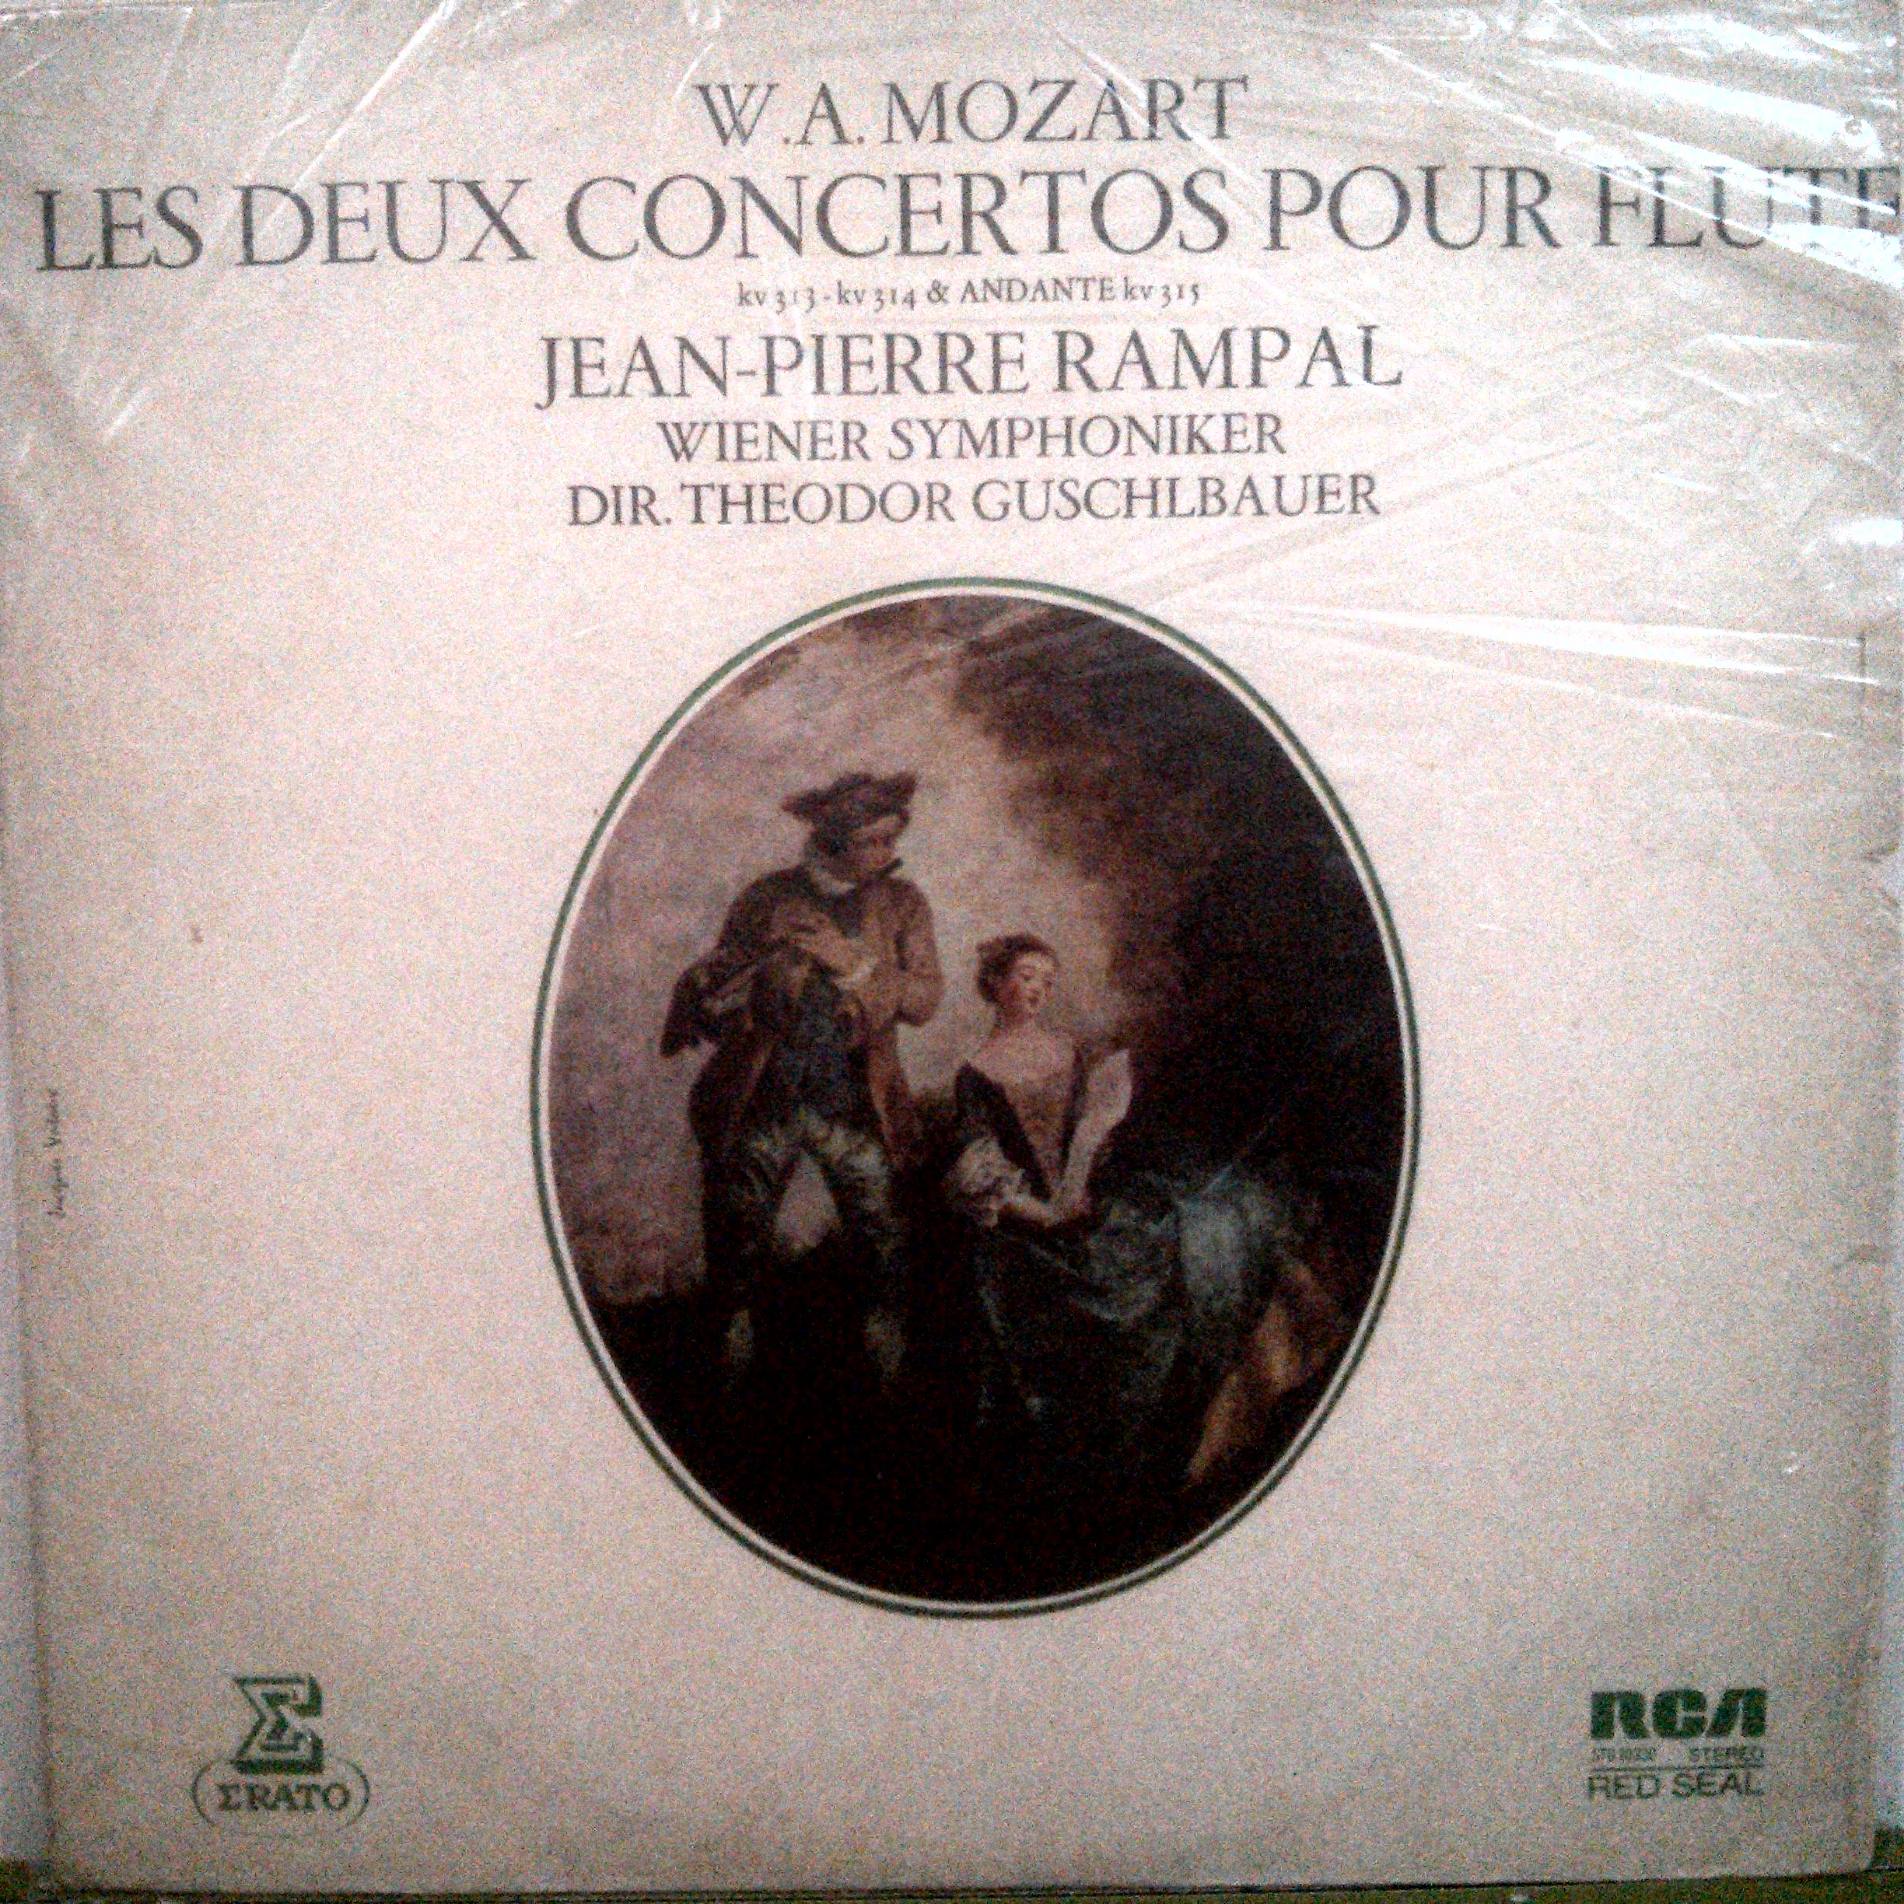 W.A. MOZART
LES DEUX CONCERTOS POUR FLUTE
kv 313 - kv 314 & ANDANTE kv 315
JEAN-PIERRE RAMPAL
WIENER SYMPHONIKER
DIR. THEODOR GUSCHLBAUER
ΣRATO
RCA
STEREO
RED SEAL